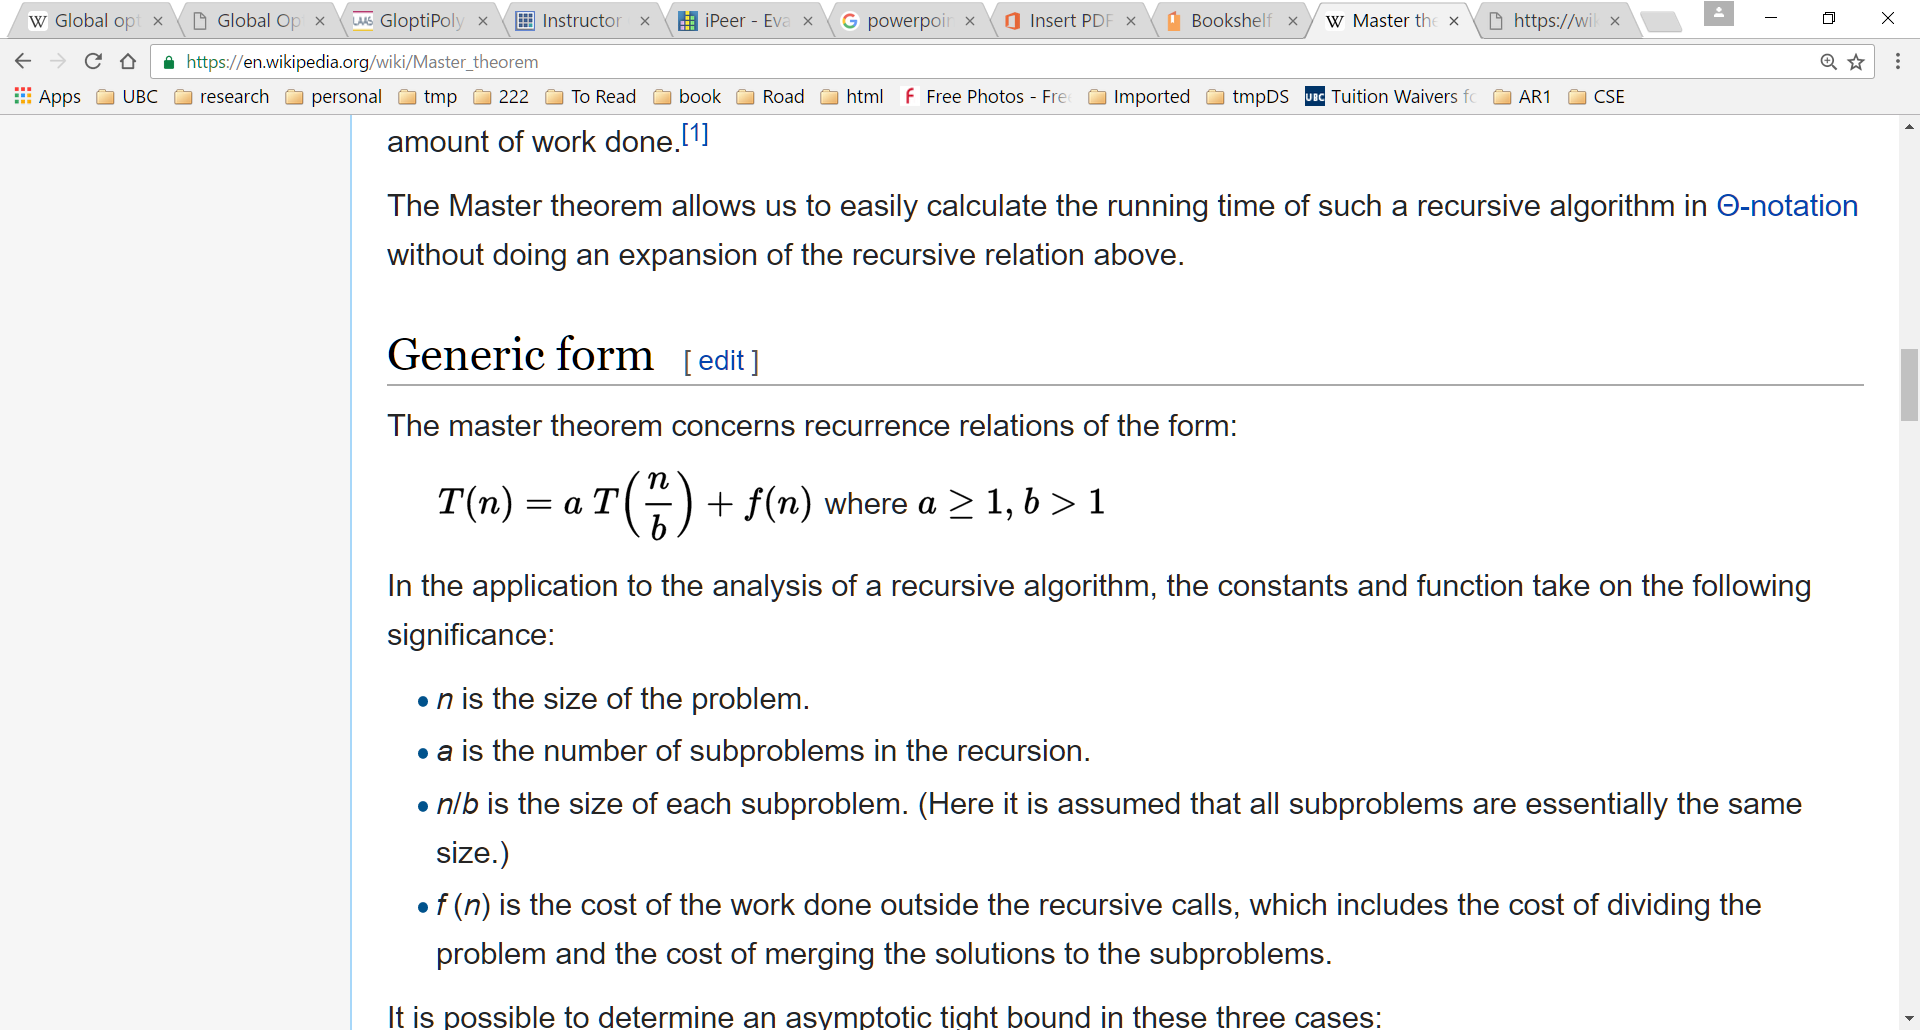 Global opt Global Op GloptiPoly Instructor iPeer - Eva powerpoin Insert PDF Bookshelf Master the https://wik
https://en.wikipedia.org/wiki/Master_theorem
Apps UBC research personal tmp 222 To Read book Road html Free Photos - Fre Imported tmpDS UBC Tuition Waivers fo AR1 CSE
amount of work done.[1]
The Master theorem allows us to easily calculate the running time of such a recursive algorithm in Θ-notation
without doing an expansion of the recursive relation above.
Generic form [ edit ]
The master theorem concerns recurrence relations of the form:
T(n) = a T(n/b) + f(n) where a ≥ 1, b > 1
In the application to the analysis of a recursive algorithm, the constants and function take on the following
significance:
• n is the size of the problem.
• a is the number of subproblems in the recursion.
• n/b is the size of each subproblem. (Here it is assumed that all subproblems are essentially the same
size.)
• f (n) is the cost of the work done outside the recursive calls, which includes the cost of dividing the
problem and the cost of merging the solutions to the subproblems.
It is possible to determine an asymptotic tight bound in these three cases: